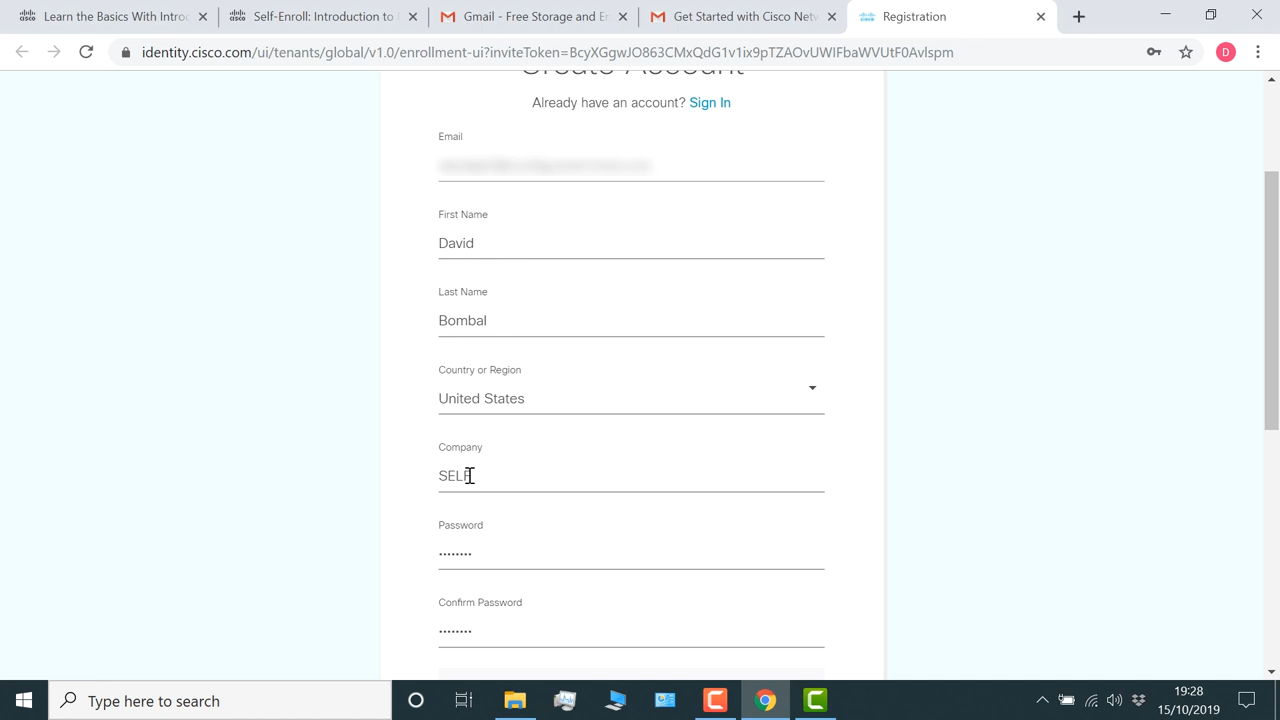 Learn the Basics With
Self-Enroll: Introduction to
Gmail - Free Storage and E
Get Started with Cisco Netw
Registration
identity.cisco.com/ui/tenants/global/v1.0/enrollment-ui?inviteToken=BcyXGgwJO863CMxQdG1v1ix9pTZAOvUWIFbaWVUtF0Avlspm
D
Create Account
Already have an account? Sign In
Email
First Name
David
Last Name
Bombal
Country or Region
United States
Company
SELF
Password
••••••••
Confirm Password
••••••••
Type here to search
19:28
15/10/2019